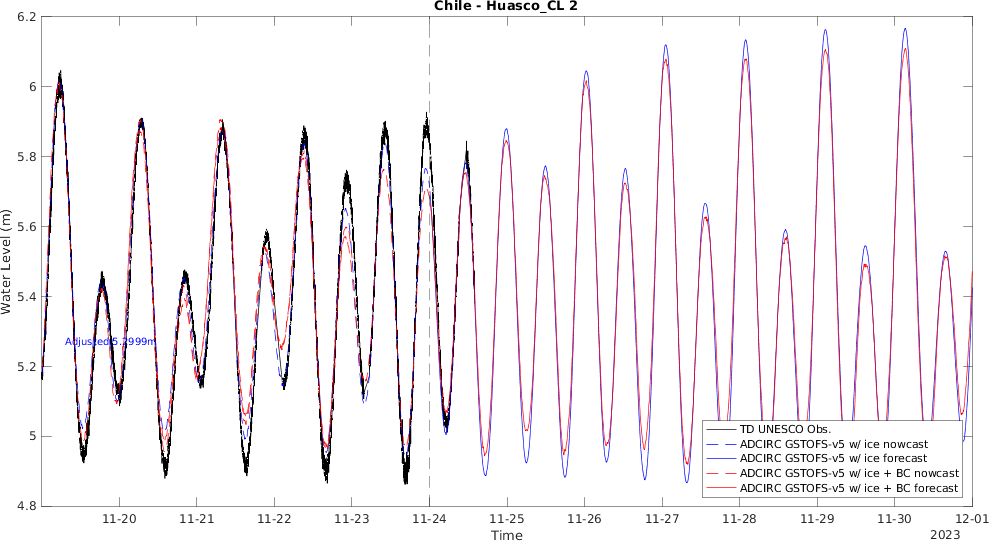 Chile - Huasco_CL 2
6.2
6
5.8
5.6
5.4
5.2
5
4.8
Water Level (m)
Adjusted 5.2999m
TD UNESCO Obs.
ADCIRC GSTOFS-v5 w/ ice nowcast
ADCIRC GSTOFS-v5 w/ ice forecast
ADCIRC GSTOFS-v5 w/ ice + BC nowcast
ADCIRC GSTOFS-v5 w/ ice + BC forecast
11-20 11-21 11-22 11-23 11-24 11-25 11-26 11-27 11-28 11-29 11-30 12-01
Time
2023